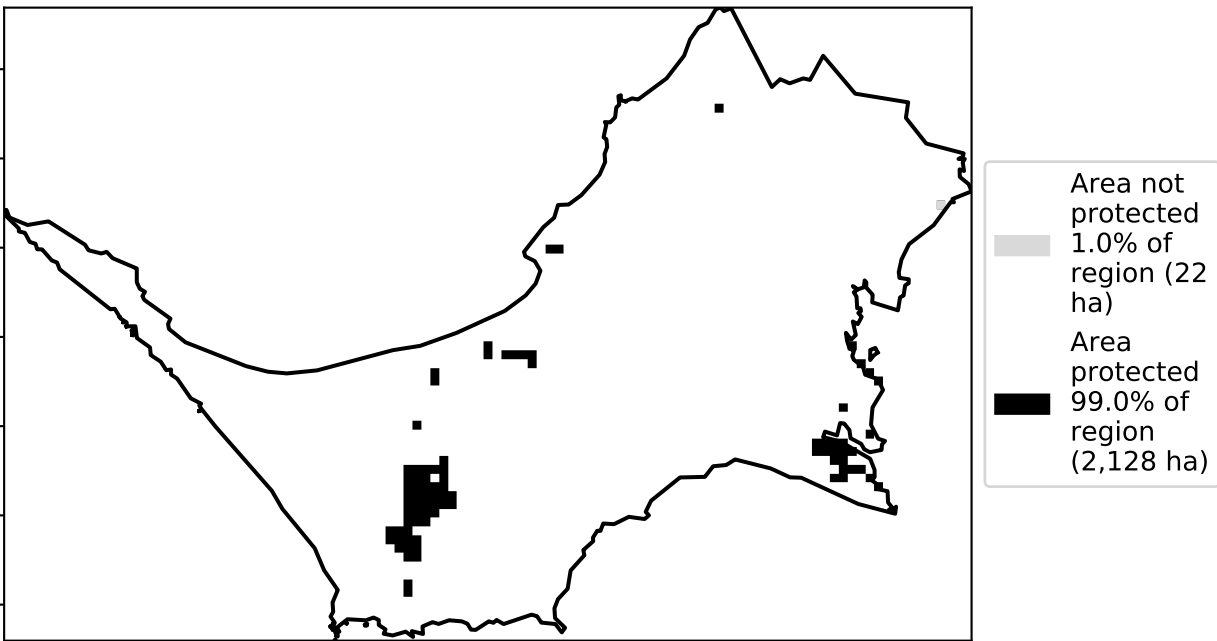 Area not
protected
1.0% of
region (22
ha)
Area
protected
99.0% of
region
(2,128 ha)